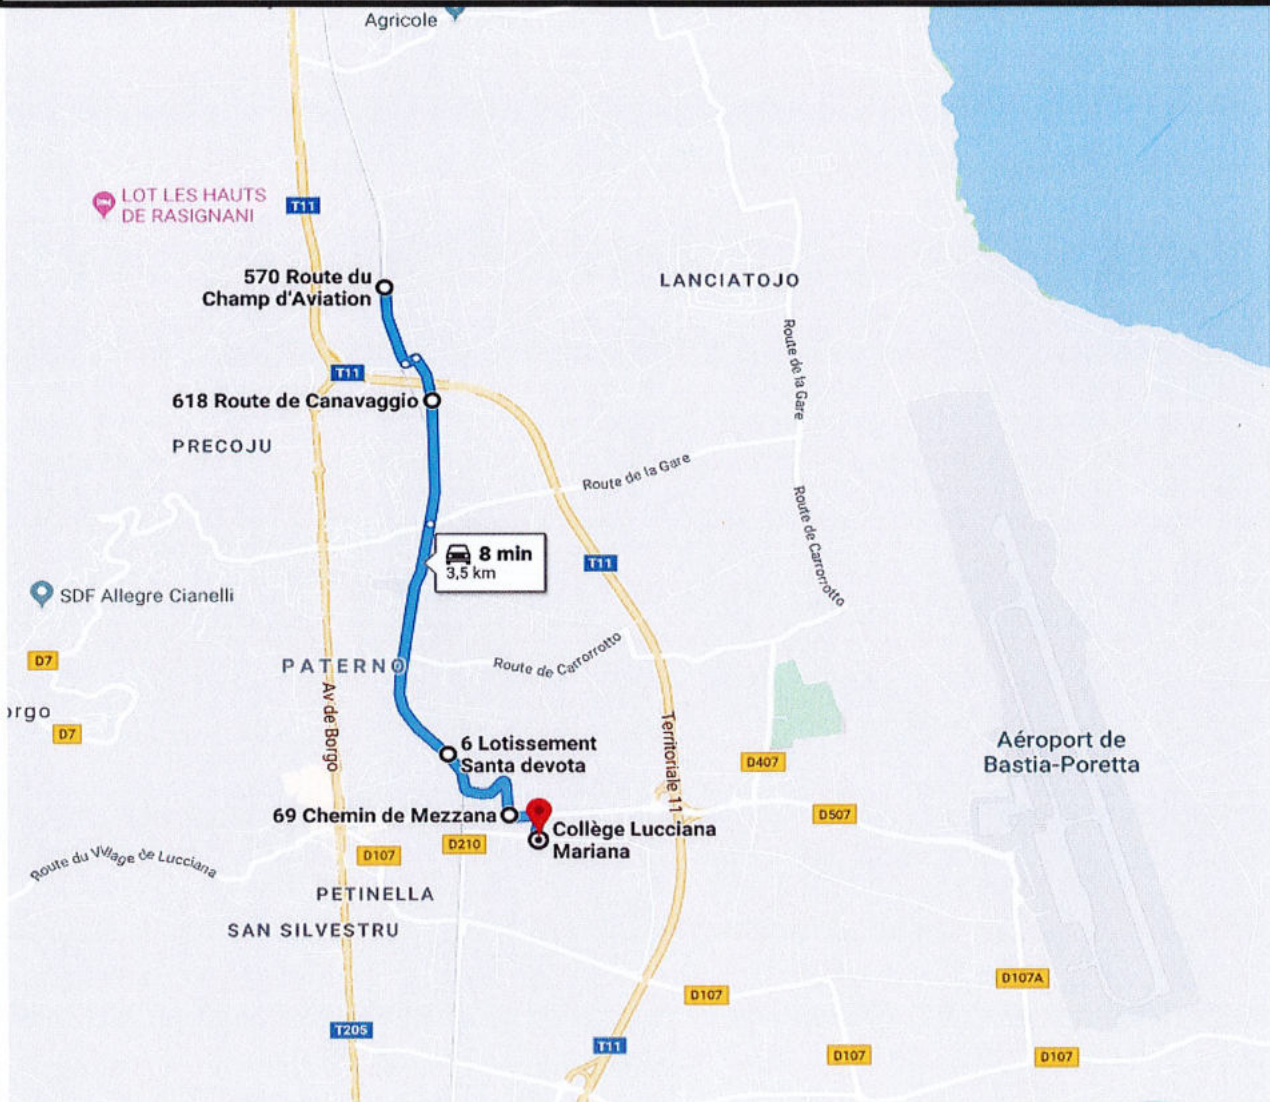 Agricole
LOT LES HAUTS
DE RASIGNANI
T11
570 Route du
Champ d'Aviation
LANCIATOJO
Route de la Gare
T11
618 Route de Canavaggio
PRECOJU
Route de la Gare
Route de Carrorrotto
8 min
3,5 km
T11
SDF Allegre Cianelli
D7
PATERNO
Route de Carrorrotto
orgo
D7
Av de Borgo
Territoriale 11
6 Lotissement
Santa devota
D407
Aéroport de
Bastia-Poretta
69 Chemin de Mezzana
D507
Collège Lucciana
Mariana
D210
D107
Route du Village de Lucciana
PETINELLA
SAN SILVESTRU
D107A
D107
T205
T11
D107
D107